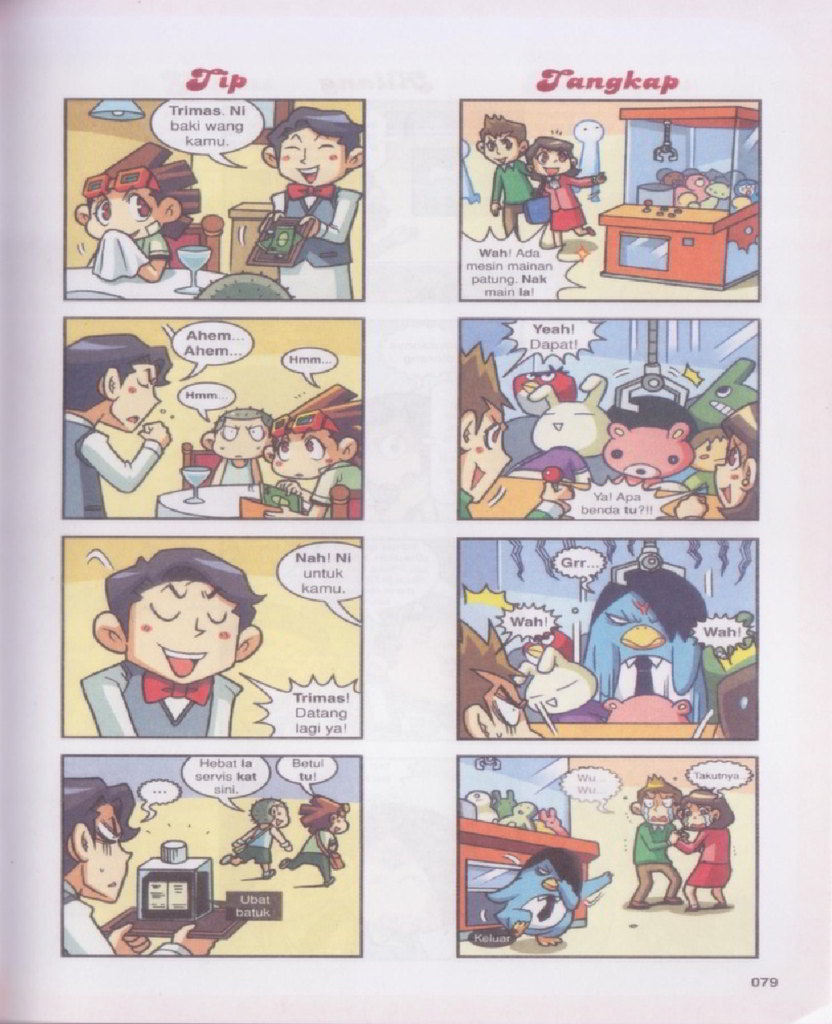 Tip
Trimas. Ni
baki wang
kamu.
Ahem...
Ahem...
Hmm...
Hmm...
Nah! Ni
untuk
kamu.
Trimas!
Datang
lagi ya!
...
Hebat la
servis kat
sini.
Betul
tu!
Ubat
batuk
Tangkap
Wah! Ada
mesin mainan
patung. Nak
main la!
Yeah!
Dapat!
Ya! Apa
benda tu?!!
Grr...
Wah!
Wah!
Wu...
Wu...
Takutnya...
Keluar
079